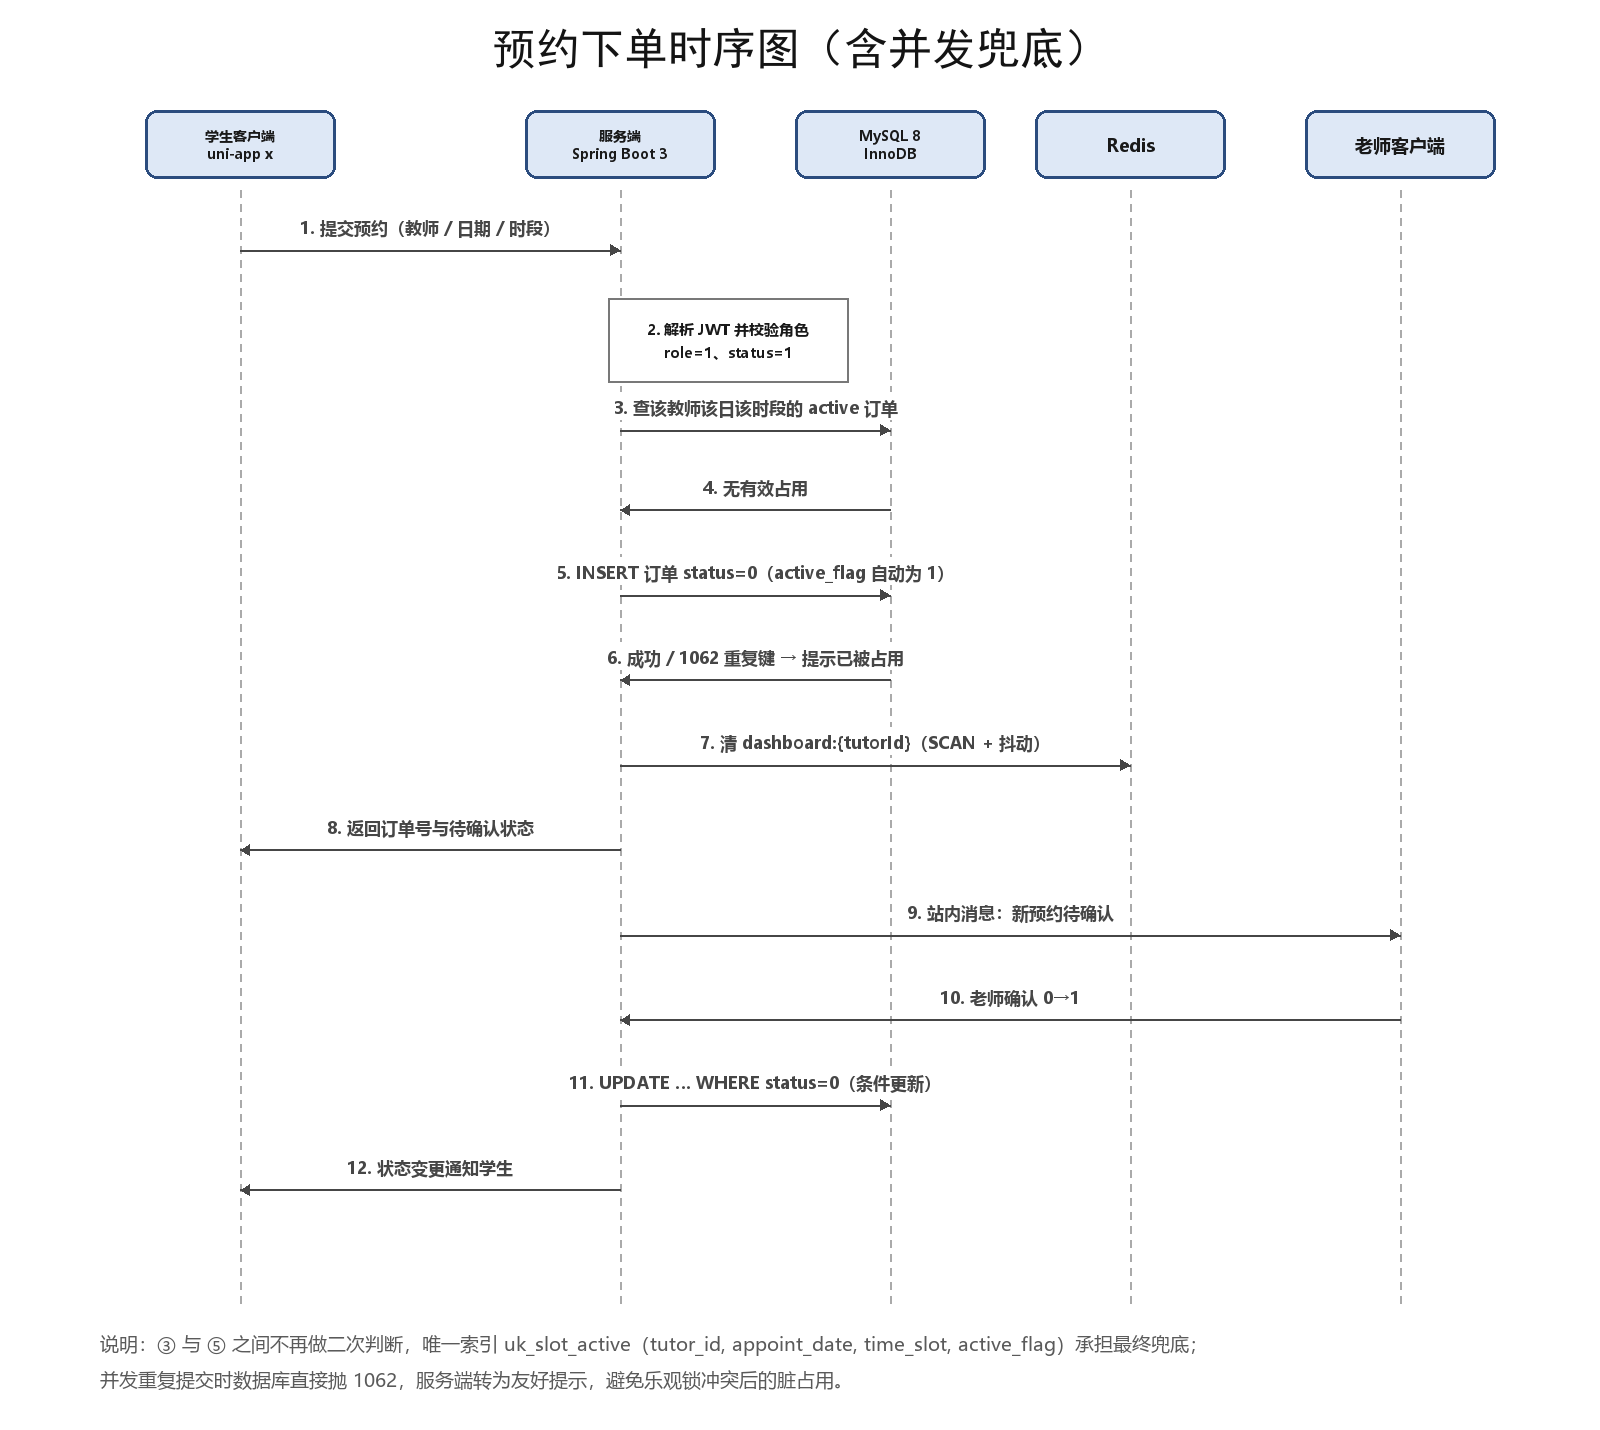 预约下单时序图（含并发兜底）
学生客户端
uni-app x
服务端
Spring Boot 3
MySQL 8
InnoDB
Redis
老师客户端
1. 提交预约（教师 / 日期 / 时段）
2. 解析 JWT 并校验角色
role=1、status=1
3. 查该教师该日该时段的 active 订单
4. 无有效占用
5. INSERT 订单 status=0（active_flag 自动为 1）
6. 成功 / 1062 重复键 → 提示已被占用
7. 清 dashboard:{tutorId}（SCAN + 抖动）
8. 返回订单号与待确认状态
9. 站内消息：新预约待确认
10. 老师确认 0→1
11. UPDATE ... WHERE status=0（条件更新）
12. 状态变更通知学生
说明：③ 与 ⑤ 之间不再做二次判断，唯一索引 uk_slot_active（tutor_id, appoint_date, time_slot, active_flag）承担最终兜底；
并发重复提交时数据库直接抛 1062，服务端转为友好提示，避免乐观锁冲突后的脏占用。